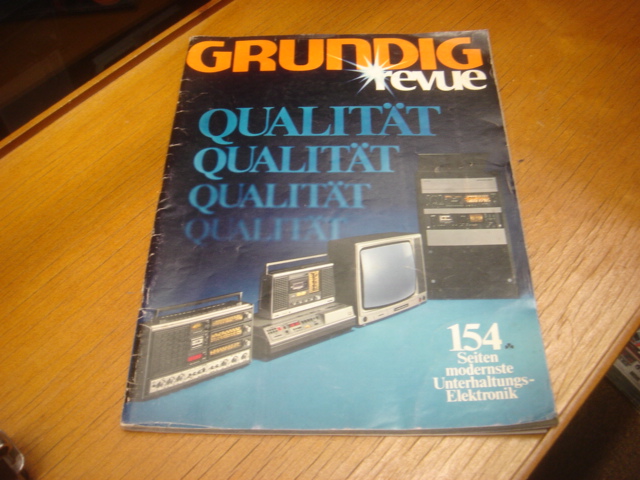 GRUNDIG
revue
QUALITÄT
QUALITÄT
QUALITÄT
QUALITÄT
154
Seiten
modernste
Unterhaltungs-
Elektronik